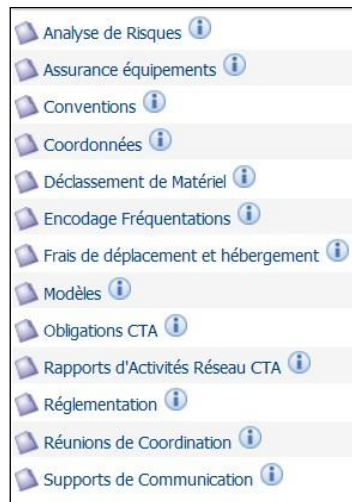 Analyse de Risques
Assurance équipements
Conventions
Coordonnées
Déclassement de Matériel
Encodage Fréquentations
Frais de déplacement et hébergement
Modèles
Obligations CTA
Rapports d'Activités Réseau CTA
Réglementation
Réunions de Coordination
Supports de Communication